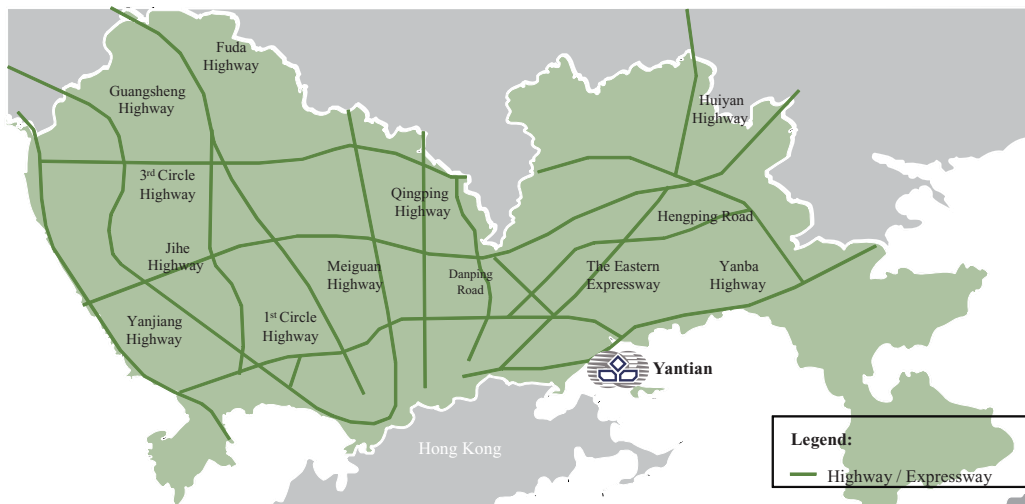 Fuda
Highway
Guangsheng
Highway
Huiyan
Highway
3rd Circle
Highway
Qingping
Highway
Hengping Road
Jihe
Highway
Meiguan
Highway
Danping
Road
The Eastern
Expressway
Yanba
Highway
Yanjiang
Highway
1st Circle
Highway
Yantian
Hong Kong
Legend:
Highway / Expressway